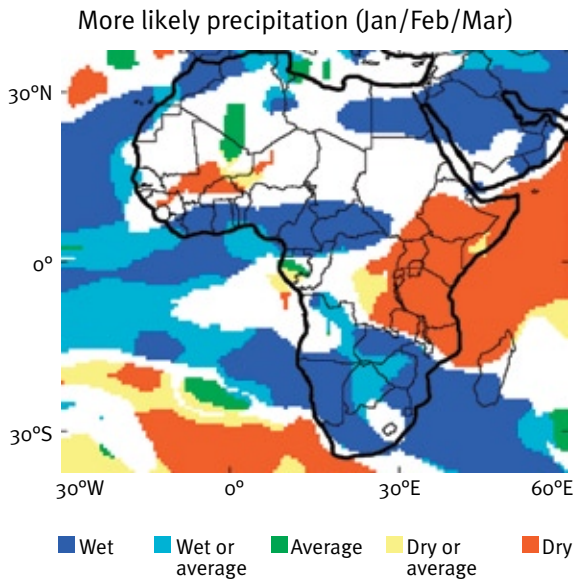 More likely precipitation (Jan/Feb/Mar)
30°N
0°
30°S
30°W 0° 30°E 60°E
Wet Wet or average Average Dry or average Dry